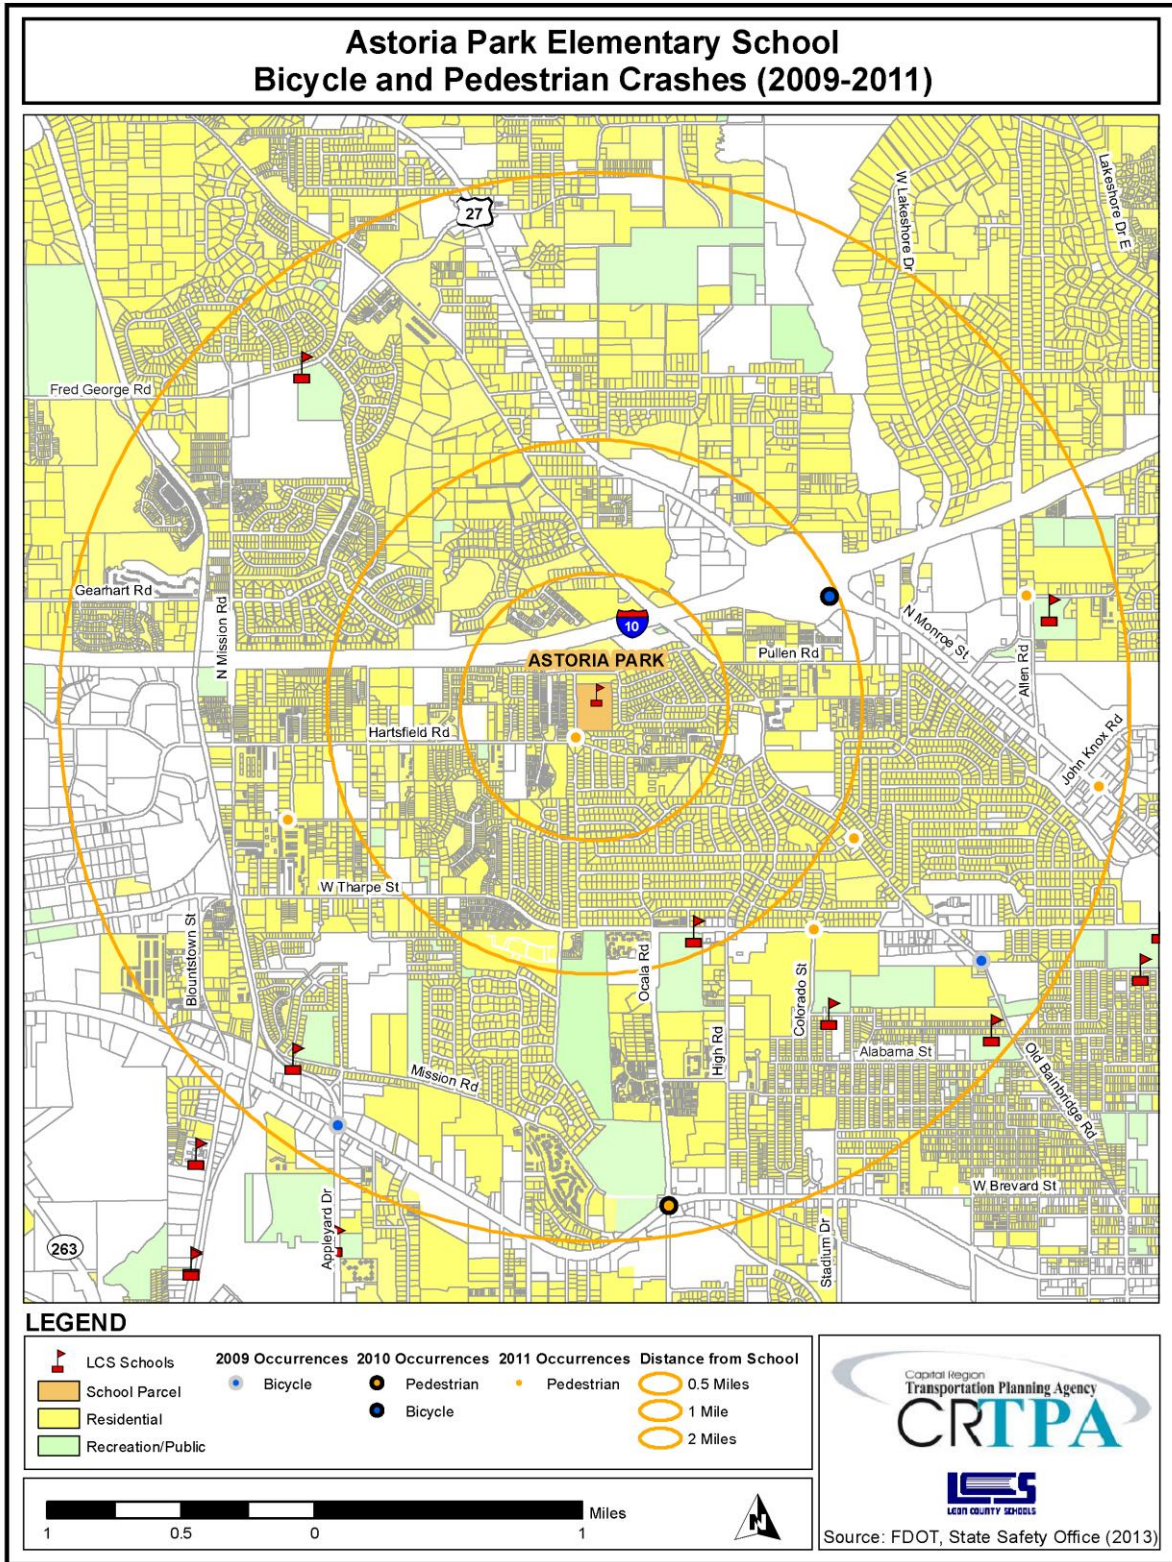 Astoria Park Elementary School
Bicycle and Pedestrian Crashes (2009-2011)
27
W Lakeshore Dr
Lakeshore Dr E
Fred George Rd
Gearhart Rd
N Mission Rd
10
N Monroe St
Pullen Rd
ASTORIA PARK
Allen Rd
Hartsfield Rd
John Knox Rd
W Tharpe St
Blountstown St
Ocala Rd
Colorado St
High Rd
Alabama St
Mission Rd
Old Bainbridge Rd
W Brevard St
Appleyard Dr
Stadium Dr
263
LEGEND
LCS Schools
School Parcel
Residential
Recreation/Public
2009 Occurrences
Bicycle
2010 Occurrences
Pedestrian
Bicycle
2011 Occurrences
Pedestrian
Distance from School
0.5 Miles
1 Mile
2 Miles
1 0.5 0 1 Miles
N
Capital Region
Transportation Planning Agency
CRTPA
LCS
LEON COUNTY SCHOOLS
Source: FDOT, State Safety Office (2013)